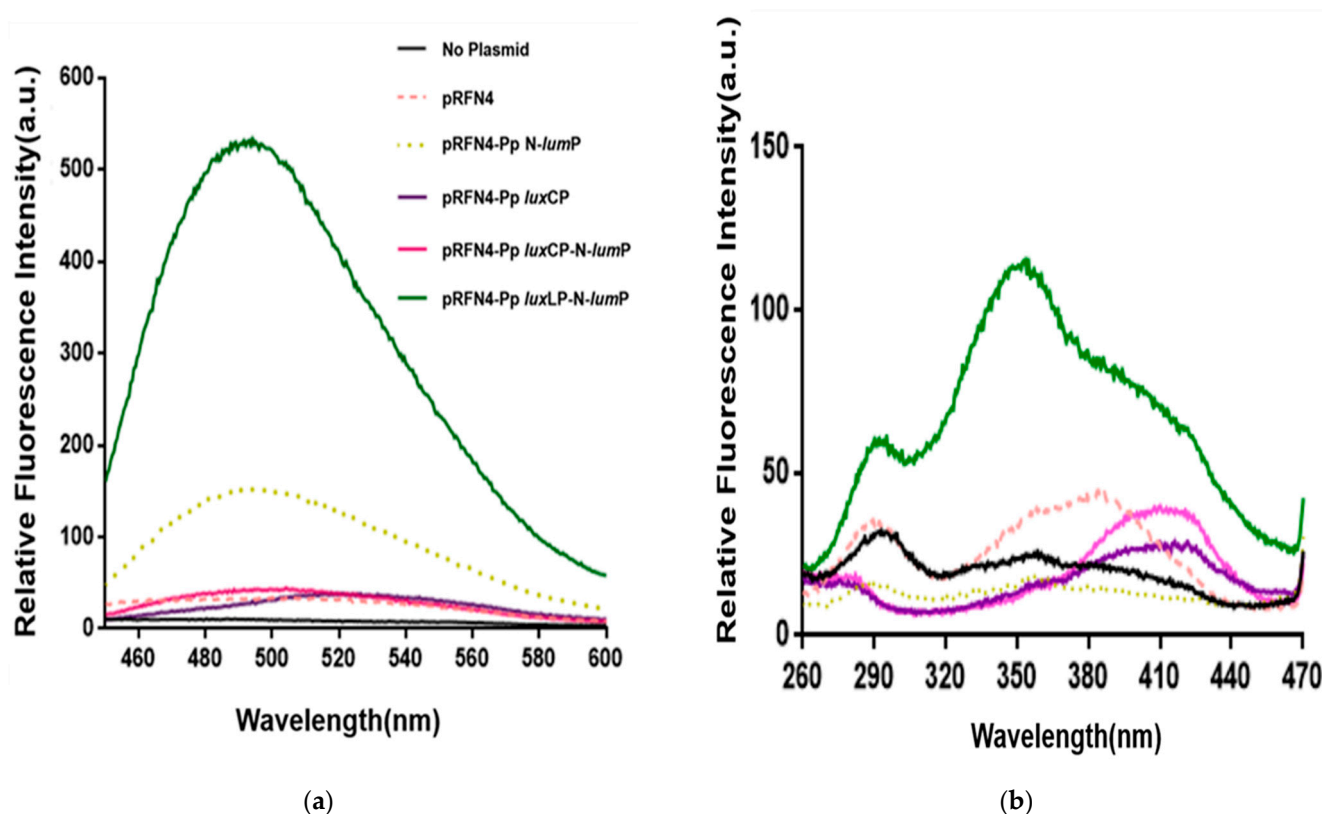 Relative Fluorescence Intensity(a.u.)
600
500
400
300
200
100
0
460
480
500
520
540
560
580
600
Wavelength(nm)
No Plasmid
pRFN4
pRFN4-Pp N-lumP
pRFN4-Pp luxCP
pRFN4-Pp luxCP-N-lumP
pRFN4-Pp luxLP-N-lumP
(a)
Relative Fluorescence Intensity(a.u.)
150
100
50
0
260
290
320
350
380
410
440
470
Wavelength(nm)
(b)